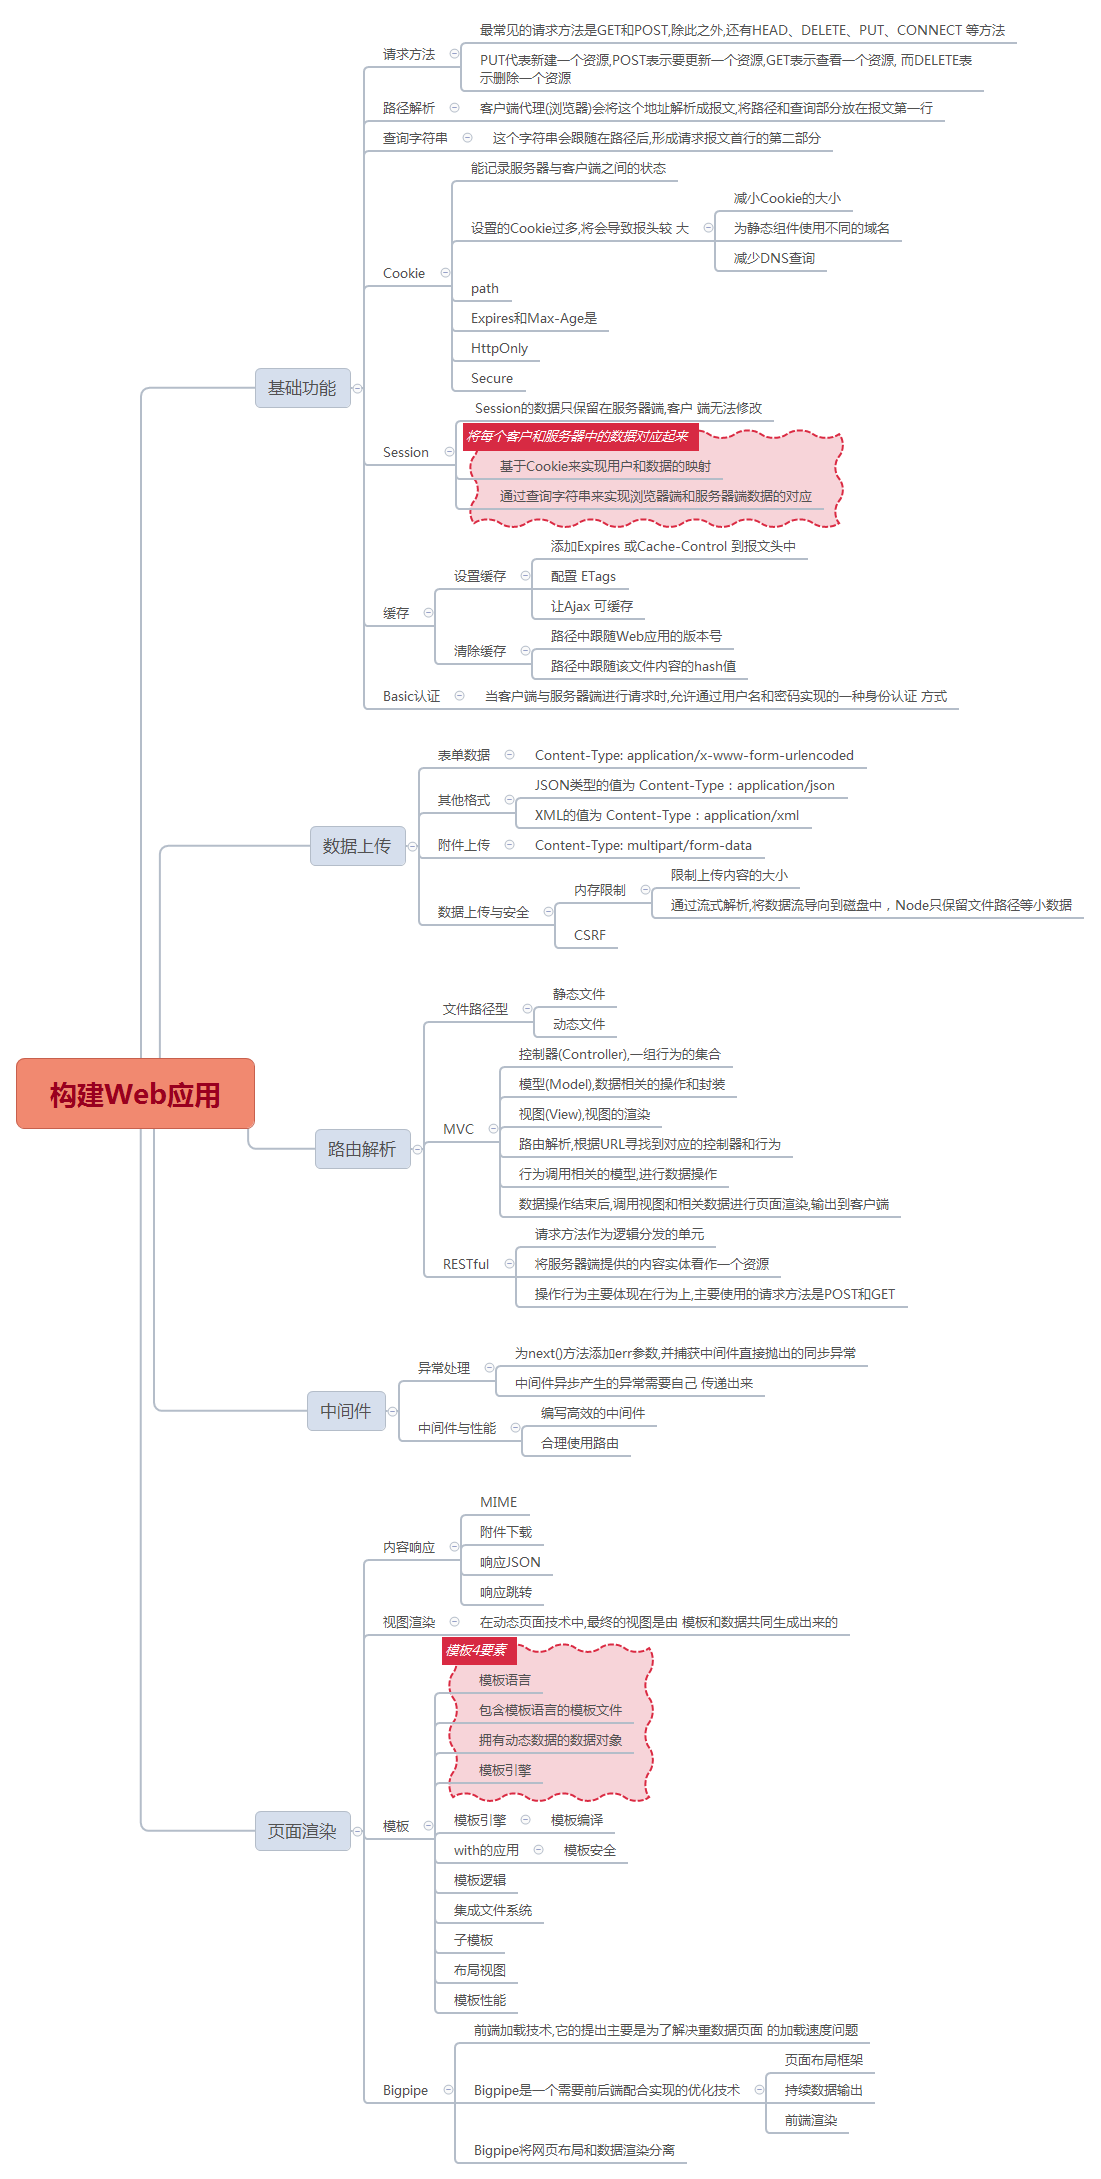 构建Web应用
基础功能
请求方法
最常见的请求方法是GET和POST,除此之外,还有HEAD、DELETE、PUT、CONNECT 等方法
PUT代表新建一个资源,POST表示要更新一个资源,GET表示查看一个资源, 而DELETE表
示删除一个资源
路径解析
客户端代理(浏览器)会将这个地址解析成报文,将路径和查询部分放在报文第一行
查询字符串
这个字符串会跟随在路径后,形成请求报文首行的第二部分
Cookie
能记录服务器与客户端之间的状态
设置的Cookie过多,将会导致报头较 大
减小Cookie的大小
为静态组件使用不同的域名
减少DNS查询
path
Expires和Max-Age是
HttpOnly
Secure
Session
Session的数据只保留在服务器端,客户 端无法修改
将每个客户和服务器中的数据对应起来
基于Cookie来实现用户和数据的映射
通过查询字符串来实现浏览器端和服务器端数据的对应
缓存
设置缓存
添加Expires 或Cache-Control 到报文头中
配置 ETags
让Ajax 可缓存
清除缓存
路径中跟随Web应用的版本号
路径中跟随该文件内容的hash值
Basic认证
当客户端与服务器端进行请求时,允许通过用户名和密码实现的一种身份认证 方式
数据上传
表单数据
Content-Type: application/x-www-form-urlencoded
其他格式
JSON类型的值为 Content-Type：application/json
XML的值为 Content-Type：application/xml
附件上传
Content-Type: multipart/form-data
数据上传与安全
内存限制
限制上传内容的大小
通过流式解析,将数据流导向到磁盘中，Node只保留文件路径等小数据
CSRF
路由解析
文件路径型
静态文件
动态文件
MVC
控制器(Controller),一组行为的集合
模型(Model),数据相关的操作和封装
视图(View),视图的渲染
路由解析,根据URL寻找到对应的控制器和行为
行为调用相关的模型,进行数据操作
数据操作结束后,调用视图和相关数据进行页面渲染,输出到客户端
RESTful
请求方法作为逻辑分发的单元
将服务器端提供的内容实体看作一个资源
操作行为主要体现在行为上,主要使用的请求方法是POST和GET
中间件
异常处理
为next()方法添加err参数,并捕获中间件直接抛出的同步异常
中间件异步产生的异常需要自己 传递出来
中间件与性能
编写高效的中间件
合理使用路由
页面渲染
内容响应
MIME
附件下载
响应JSON
响应跳转
视图渲染
在动态页面技术中,最终的视图是由 模板和数据共同生成出来的
模板
模板4要素
模板语言
包含模板语言的模板文件
拥有动态数据的数据对象
模板引擎
模板引擎
模板编译
with的应用
模板安全
模板逻辑
集成文件系统
子模板
布局视图
模板性能
Bigpipe
前端加载技术,它的提出主要是为了解决重数据页面 的加载速度问题
Bigpipe是一个需要前后端配合实现的优化技术
页面布局框架
持续数据输出
前端渲染
Bigpipe将网页布局和数据渲染分离